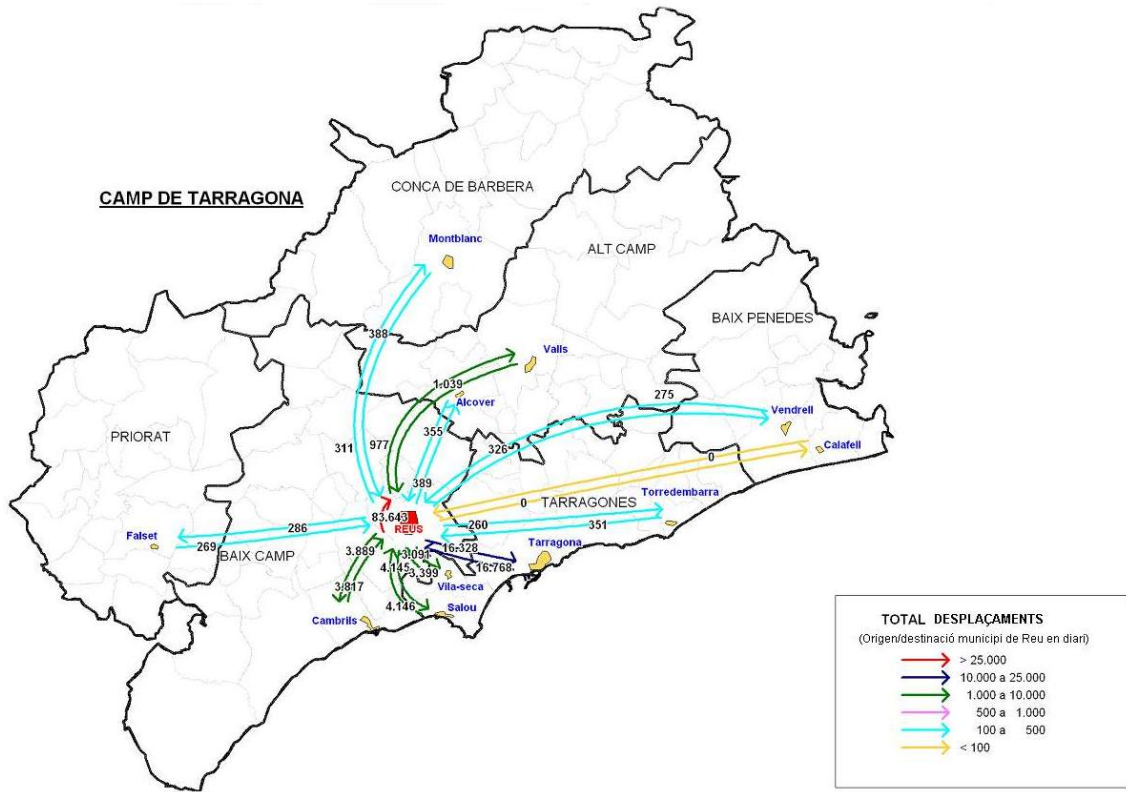 CAMP DE TARRAGONA
CONCA DE BARBERA
Montblanc
ALT CAMP
BAIX PENEDES
388
Valls
1.039
Alcover
275
Vendrell
PRIORAT
355
311
977
326
Calafell
0
389
Torredembarra
0
TARRAGONES
83.643
REUS
286
260
351
Falset
269
BAIX CAMP
3.889
3.091
16.328
Tarragona
4.145
3.399
16.768
Vila-seca
3.817
4.146
Salou
Cambrils
TOTAL DESPLAÇAMENTS
(Origen/destinació municipi de Reu en diari)
> 25.000
10.000 a 25.000
1.000 a 10.000
500 a 1.000
100 a 500
< 100